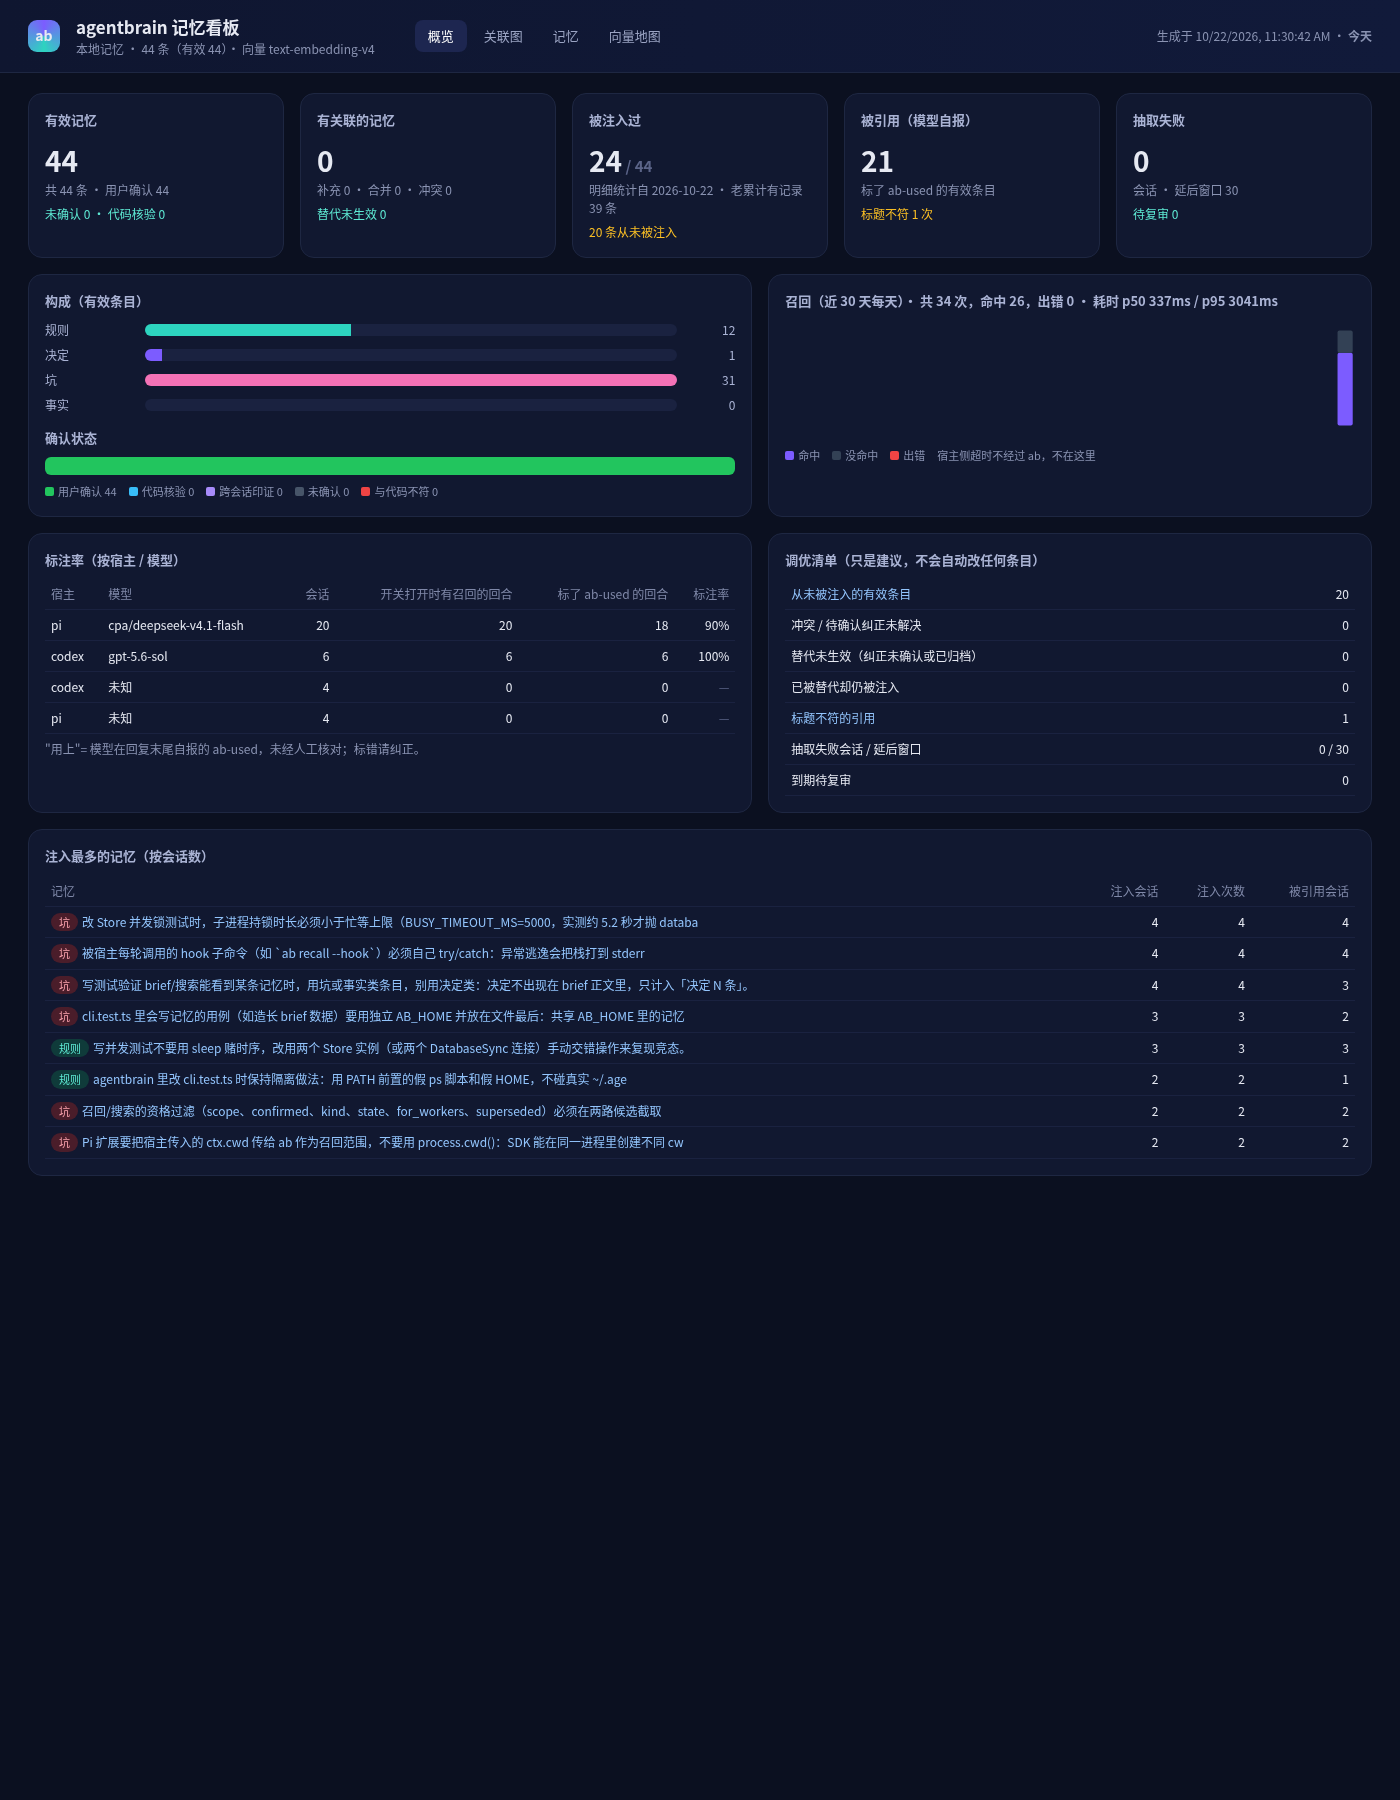 ab
agentbrain 记忆看板
本地记忆 · 44 条（有效 44）· 向量 text-embedding-v4
概览 关联图 记忆 向量地图
生成于 10/22/2026, 11:30:42 AM · 今天
有效记忆
44
共 44 条 · 用户确认 44
未确认 0 · 代码核验 0
有关联的记忆
0
补充 0 · 合并 0 · 冲突 0
替代未生效 0
被注入过
24 / 44
明细统计自 2026-10-22 · 老累计有记录
39 条
20 条从未被注入
被引用（模型自报）
21
标了 ab-used 的有效条目
标题不符 1 次
抽取失败
0
会话 · 延后窗口 30
待复审 0
构成（有效条目）
规则 12
决定 1
坑 31
事实 0
确认状态
用户确认 44 代码核验 0 跨会话印证 0 未确认 0 与代码不符 0
召回（近 30 天每天）· 共 34 次，命中 26，出错 0 · 耗时 p50 337ms / p95 3041ms
命中 没命中 出错 宿主侧超时不经过 ab，不在这里
标注率（按宿主 / 模型）
宿主 模型 会话 开关打开时有召回的回合 标了 ab-used 的回合 标注率
pi cpa/deepseek-v4.1-flash 20 20 18 90%
codex gpt-5.6-sol 6 6 6 100%
codex 未知 4 0 0 —
pi 未知 4 0 0 —
"用上"= 模型在回复末尾自报的 ab-used，未经人工核对；标错请纠正。
调优清单（只是建议，不会自动改任何条目）
从未被注入的有效条目 20
冲突 / 待确认纠正未解决 0
替代未生效（纠正未确认或已归档） 0
已被替代却仍被注入 0
标题不符的引用 1
抽取失败会话 / 延后窗口 0 / 30
到期待复审 0
注入最多的记忆（按会话数）
记忆 注入会话 注入次数 被引用会话
坑 改 Store 并发锁测试时，子进程持锁时长必须小于忙等上限（BUSY_TIMEOUT_MS=5000，实测约 5.2 秒才抛 databa 4 4 4
坑 被宿主每轮调用的 hook 子命令（如 `ab recall --hook`）必须自己 try/catch：异常逃逸会把栈打到 stderr 4 4 4
坑 写测试验证 brief/搜索能看到某条记忆时，用坑或事实类条目，别用决定类：决定不出现在 brief 正文里，只计入「决定 N 条」。 4 4 3
坑 cli.test.ts 里会写记忆的用例（如造长 brief 数据）要用独立 AB_HOME 并放在文件最后：共享 AB_HOME 里的记忆 3 3 2
规则 写并发测试不要用 sleep 赌时序，改用两个 Store 实例（或两个 DatabaseSync 连接）手动交错操作来复现竞态。 3 3 3
规则 agentbrain 里改 cli.test.ts 时保持隔离做法：用 PATH 前置的假 ps 脚本和假 HOME，不碰真实 ~/.age 2 2 1
坑 召回/搜索的资格过滤（scope、confirmed、kind、state、for_workers、superseded）必须在两路候选截取 2 2 2
坑 Pi 扩展要把宿主传入的 ctx.cwd 传给 ab 作为召回范围，不要用 process.cwd()：SDK 能在同一进程里创建不同 cw 2 2 2